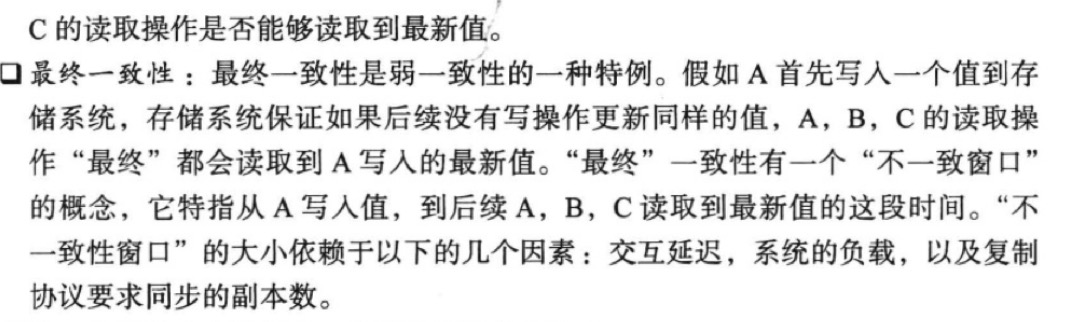 C 的读取操作是否能够读取到最新值。
❑ 最终一致性：最终一致性是弱一致性的一种特例。假如 A 首先写入一个值到存
储系统，存储系统保证如果后续没有写操作更新同样的值，A，B，C 的读取操
作“最终”都会读取到 A 写入的最新值。“最终”一致性有一个“不一致窗口”
的概念，它特指从 A 写入值，到后续 A，B，C 读取到最新值的这段时间。“不
一致性窗口”的大小依赖于以下的几个因素：交互延迟，系统的负载，以及复制
协议要求同步的副本数。